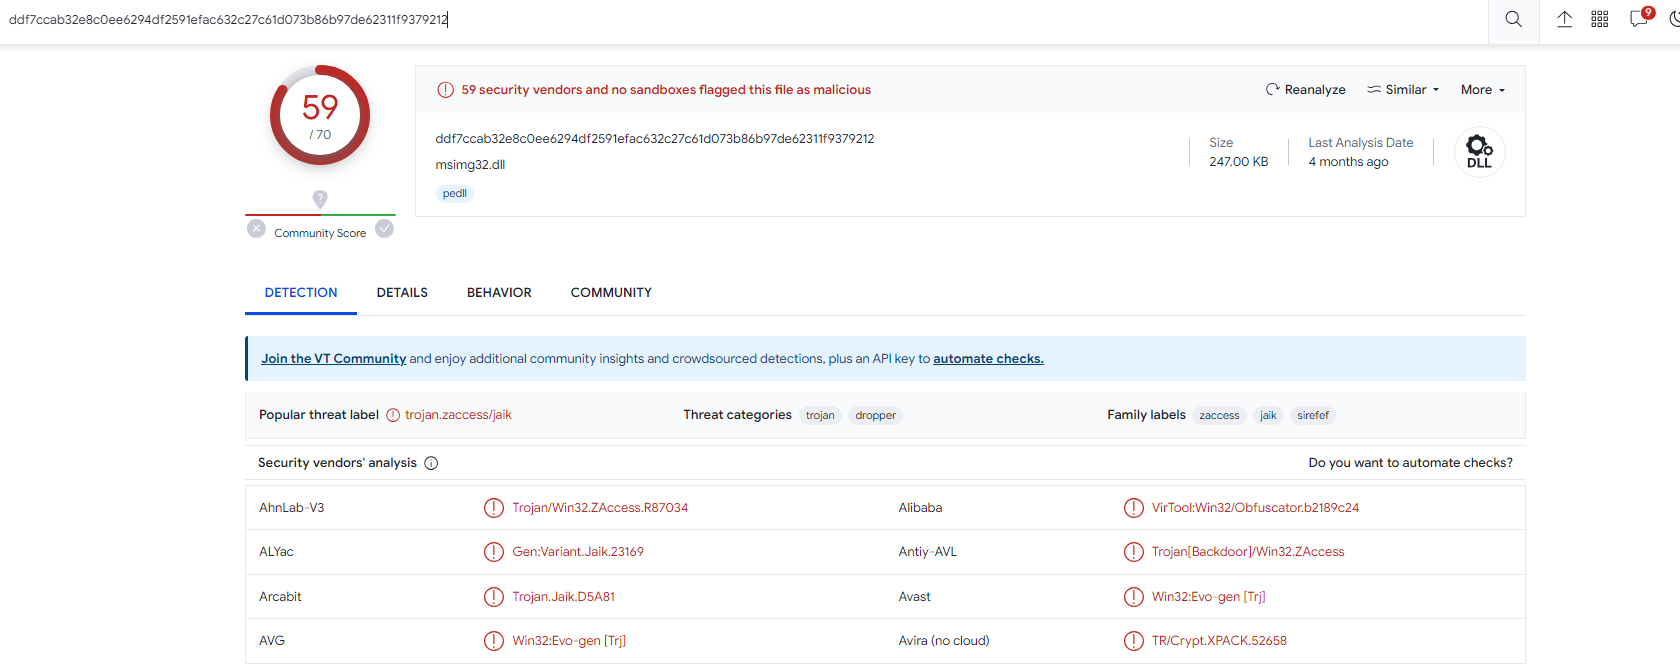 ddf7ccab32e8c0ee6294df2591efac632c27c61d073b86b97de62311f9379212
9
59
/ 70
Community Score
59 security vendors and no sandboxes flagged this file as malicious
Reanalyze
Similar
More
ddf7ccab32e8c0ee6294df2591efac632c27c61d073b86b97de62311f9379212
msimg32.dll
pedll
Size
247.00 KB
Last Analysis Date
4 months ago
DLL
DETECTION
DETAILS
BEHAVIOR
COMMUNITY
Join the VT Community and enjoy additional community insights and crowdsourced detections, plus an API key to automate checks.
Popular threat label
trojan.zaccess/jaik
Threat categories
trojan
dropper
Family labels
zaccess
jaik
sirefef
Security vendors' analysis
Do you want to automate checks?
AhnLab-V3
Trojan/Win32.ZAccess.R87034
Alibaba
VirTool:Win32/Obfuscator.b2189c24
ALYac
Gen:Variant.Jaik.23169
Antiy-AVL
Trojan[Backdoor]/Win32.ZAccess
Arcabit
Trojan.Jaik.D5A81
Avast
Win32:Evo-gen [Trj]
AVG
Win32:Evo-gen [Trj]
Avira (no cloud)
TR/Crypt.XPACK.52658